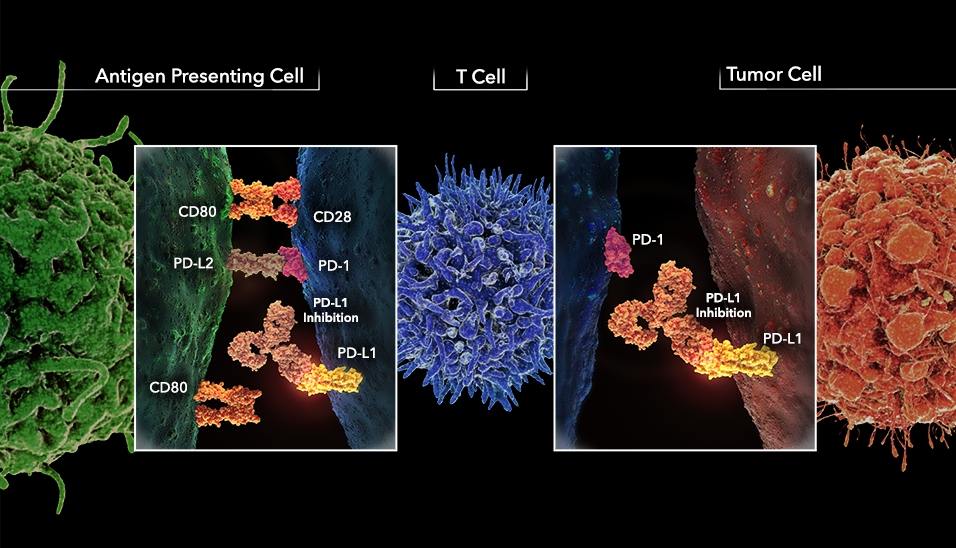 Antigen Presenting Cell
T Cell
Tumor Cell
CD80
CD28
PD-L2
PD-1
PD-L1
Inhibition
PD-L1
CD80
PD-1
PD-L1
Inhibition
PD-L1